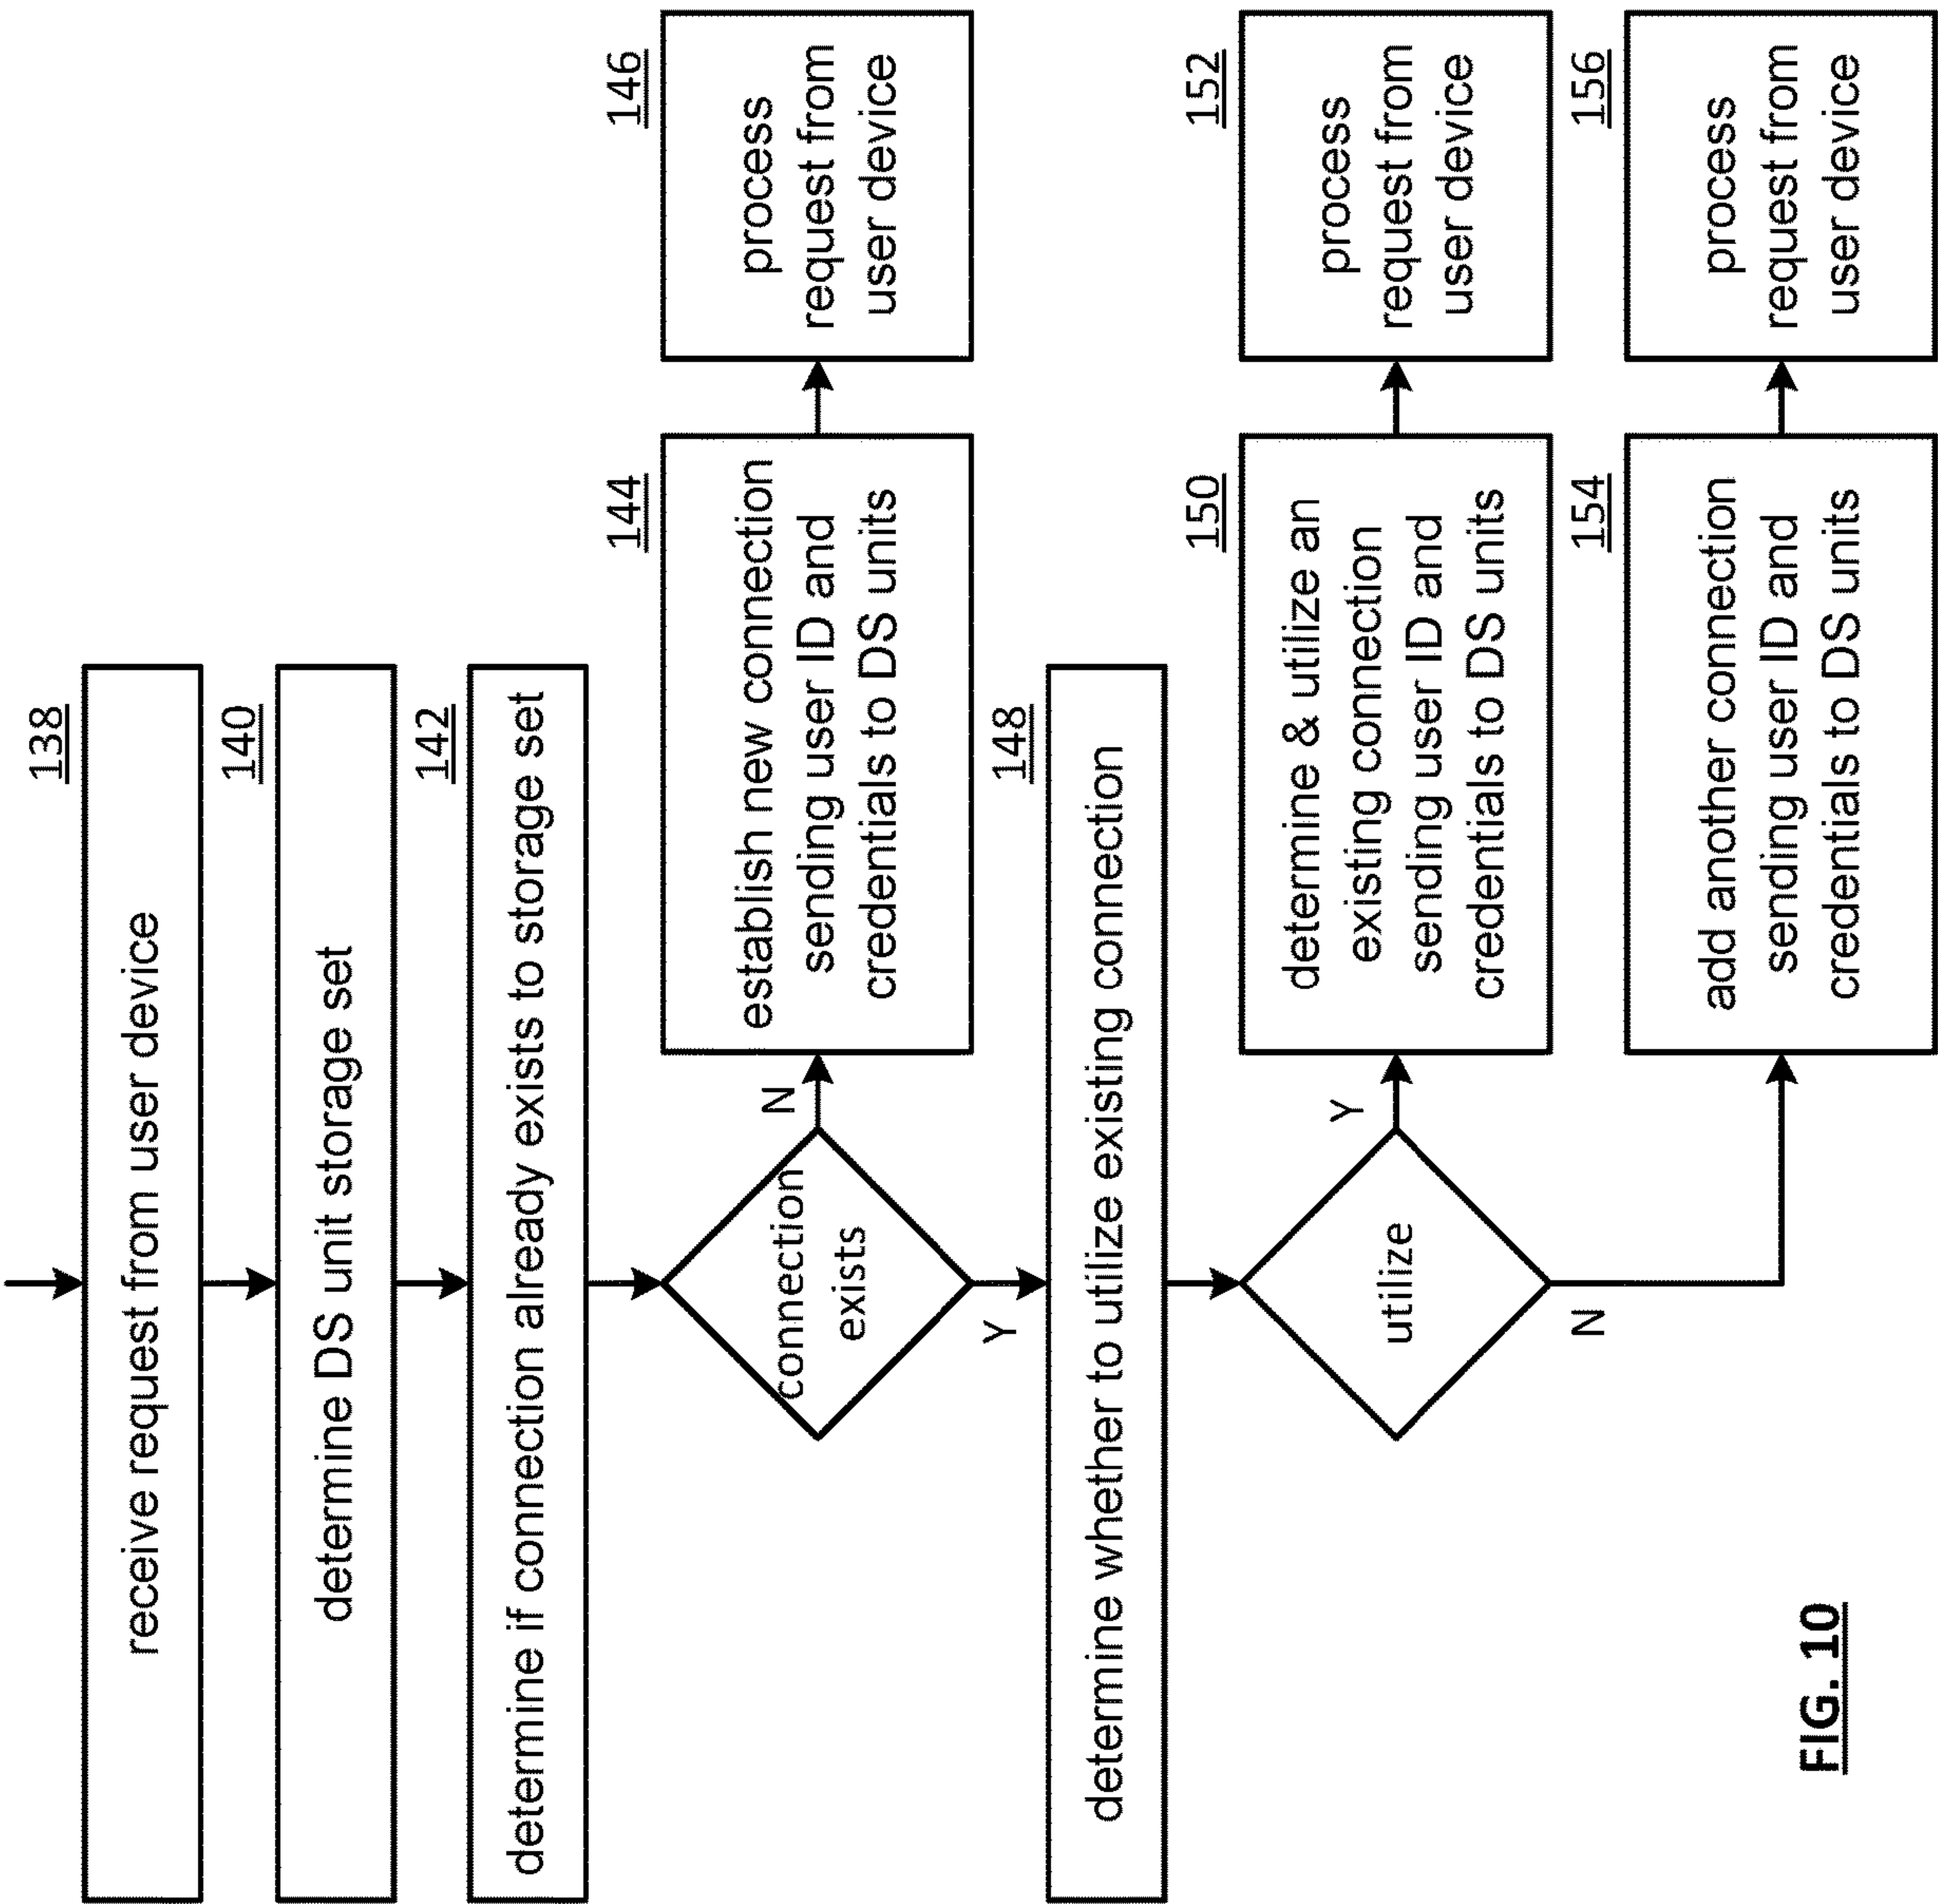 138
receive request from user device
140
determine DS unit storage set
142
determine if connection already exists to storage set
connection
exists
N
Y
144
establish new connection
sending user ID and
credentials to DS units
146
process
request from
user device
148
determine whether to utilize existing connection
utilize
Y
N
150
determine & utilize an
existing connection
sending user ID and
credentials to DS units
152
process
request from
user device
154
add another connection
sending user ID and
credentials to DS units
156
process
request from
user device
FIG. 10